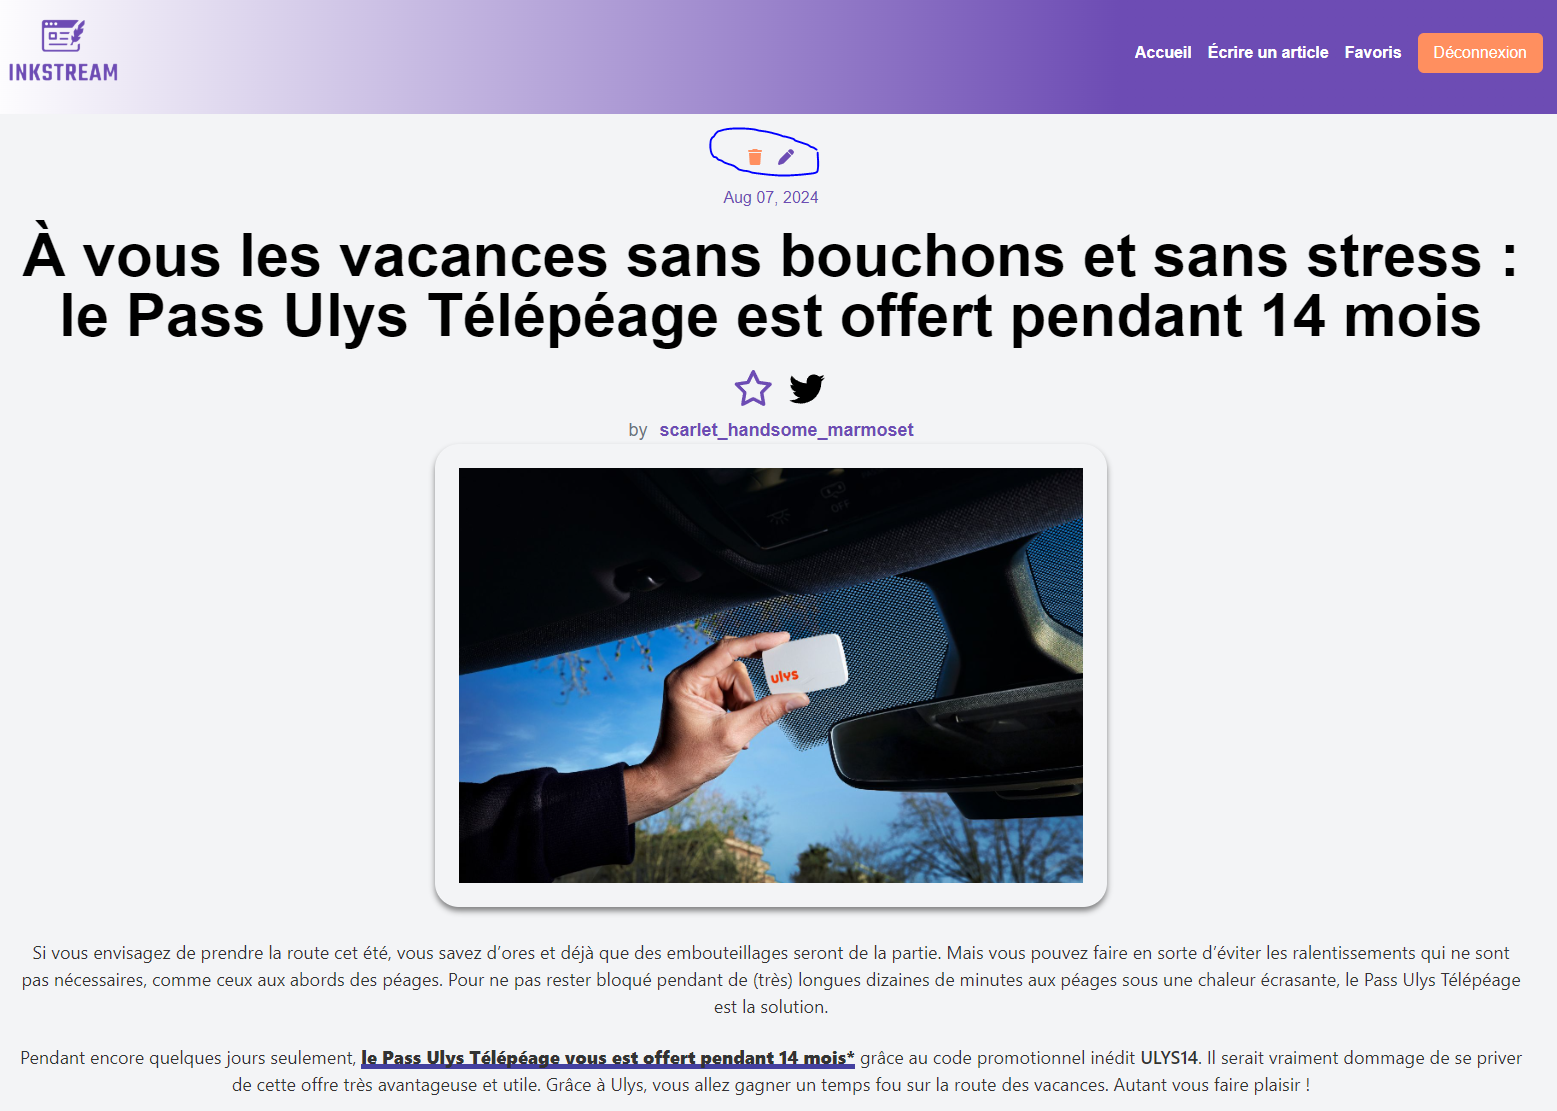 INKSTREAM
Accueil Écrire un article Favoris Déconnexion
Aug 07, 2024
À vous les vacances sans bouchons et sans stress :
le Pass Ulys Télépéage est offert pendant 14 mois
by scarlet_handsome_marmoset
OFF
ulys
Si vous envisagez de prendre la route cet été, vous savez d’ores et déjà que des embouteillages seront de la partie. Mais vous pouvez faire en sorte d’éviter les ralentissements qui ne sont
pas nécessaires, comme ceux aux abords des péages. Pour ne pas rester bloqué pendant de (très) longues dizaines de minutes aux péages sous une chaleur écrasante, le Pass Ulys Télépéage
est la solution.
Pendant encore quelques jours seulement, le Pass Ulys Télépéage vous est offert pendant 14 mois* grâce au code promotionnel inédit ULYS14. Il serait vraiment dommage de se priver
de cette offre très avantageuse et utile. Grâce à Ulys, vous allez gagner un temps fou sur la route des vacances. Autant vous faire plaisir !